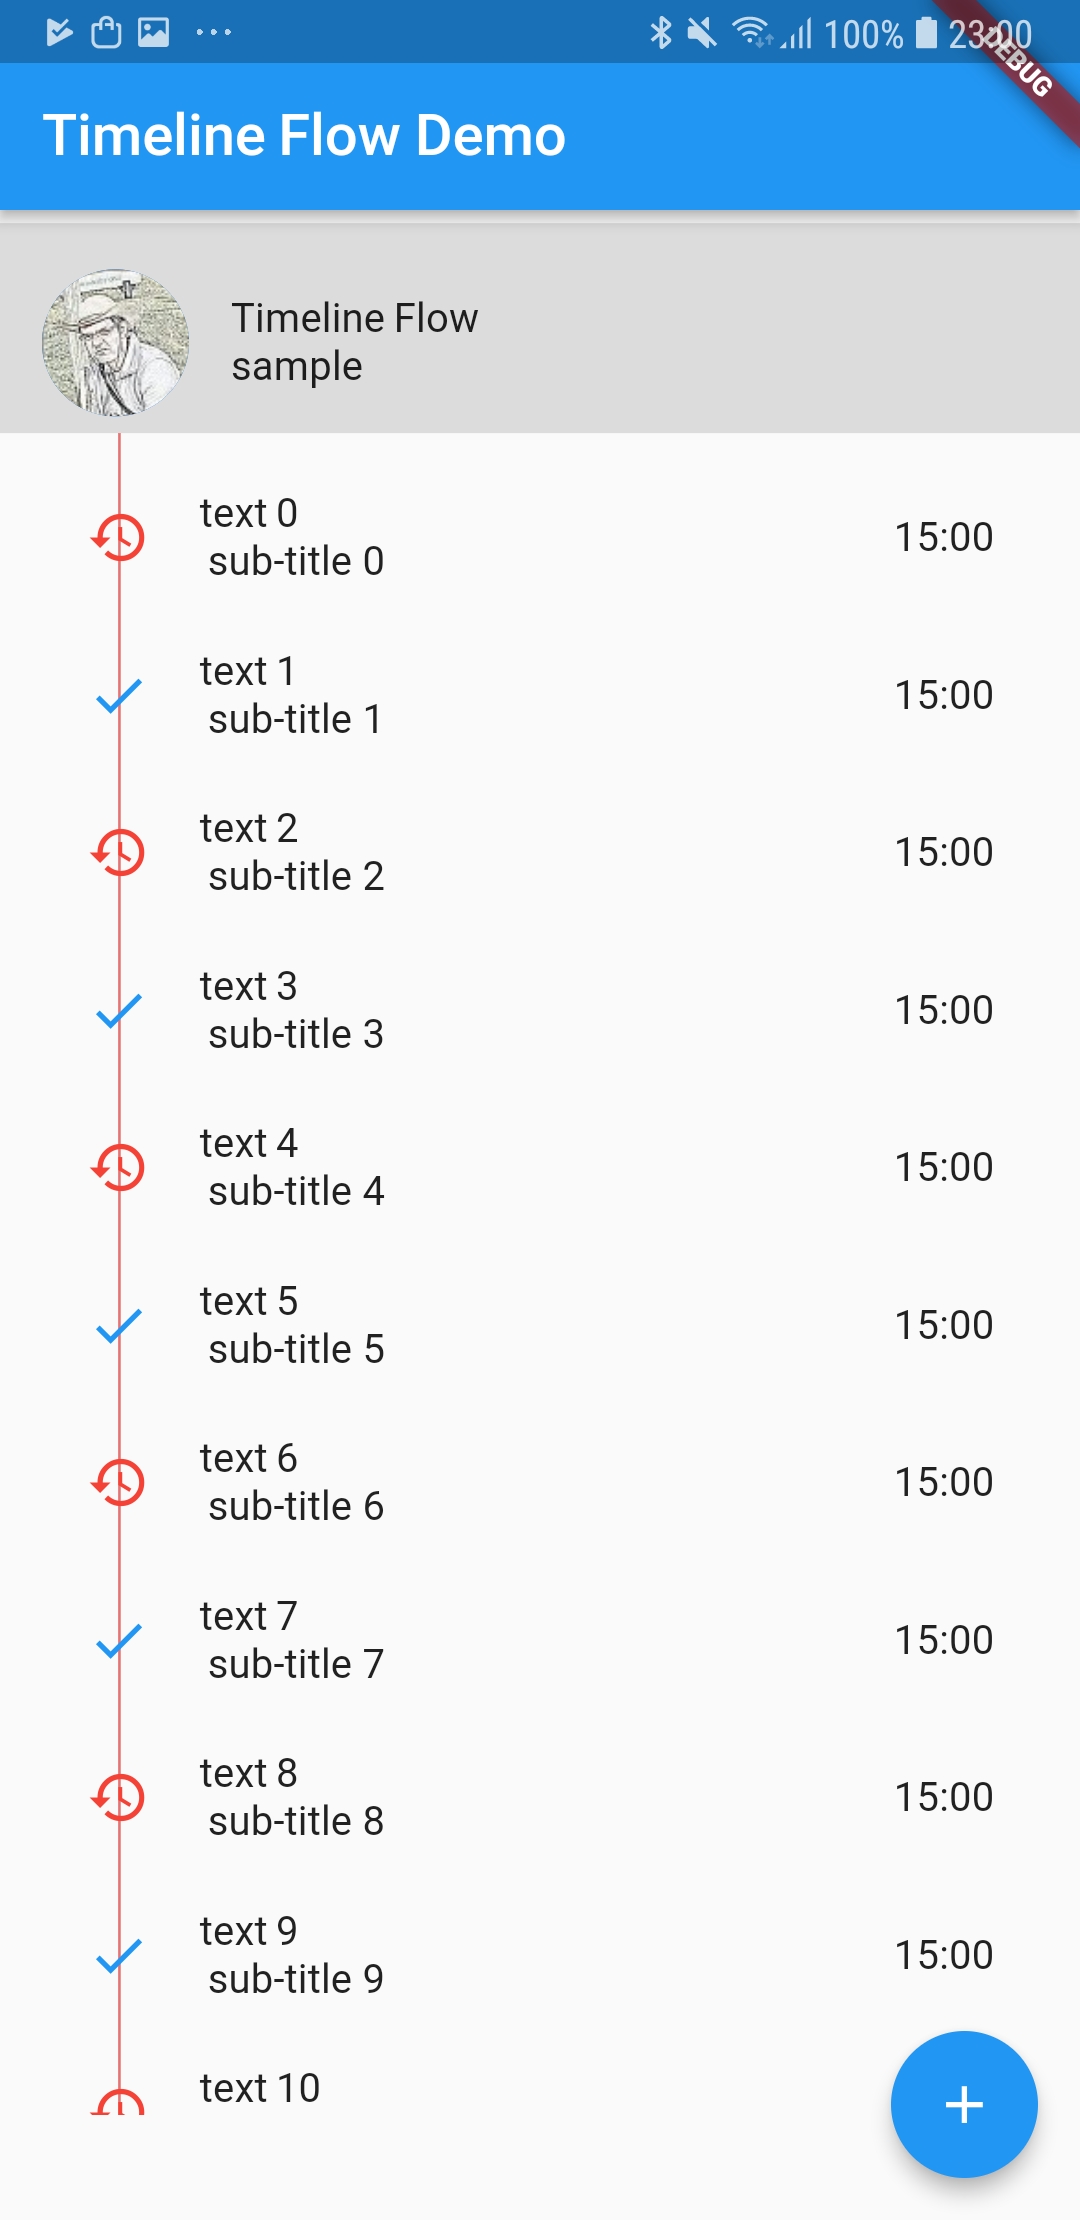 100% 23:00
DEBUG
Timeline Flow Demo
Timeline Flow
sample
text 0
sub-title 0
15:00
text 1
sub-title 1
15:00
text 2
sub-title 2
15:00
text 3
sub-title 3
15:00
text 4
sub-title 4
15:00
text 5
sub-title 5
15:00
text 6
sub-title 6
15:00
text 7
sub-title 7
15:00
text 8
sub-title 8
15:00
text 9
sub-title 9
15:00
text 10